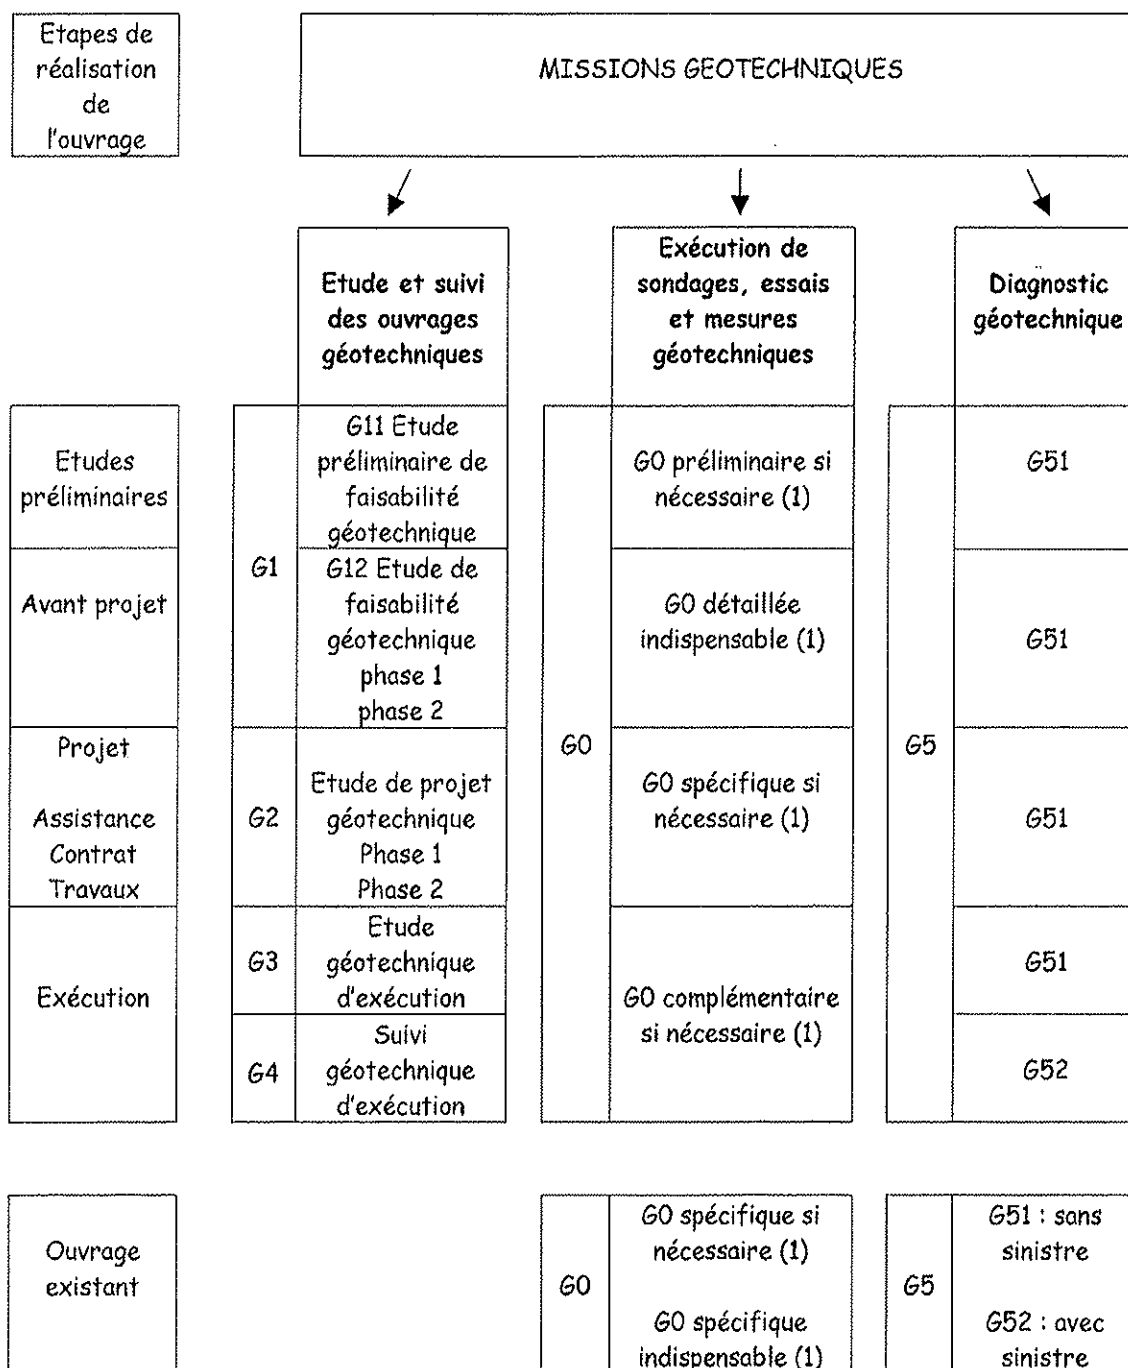 Etapes de
réalisation
de
l'ouvrage
MISSIONS GEOTECHNIQUES
Etude et suivi
des ouvrages
géotechniques
Exécution de
sondages, essais
et mesures
géotechniques
Diagnostic
géotechnique
Etudes
préliminaires
G1
G11 Etude
préliminaire de
faisabilité
géotechnique
G0
G0 préliminaire si
nécessaire (1)
G5
G51
Avant projet
G12 Etude de
faisabilité
géotechnique
phase 1
phase 2
G0 détaillée
indispensable (1)
G51
Projet
Assistance
Contrat
Travaux
G2
Etude de projet
géotechnique
Phase 1
Phase 2
G0 spécifique si
nécessaire (1)
G51
Exécution
G3
Etude
géotechnique
d'exécution
G0 complémentaire
si nécessaire (1)
G51
G4
Suivi
géotechnique
d'exécution
G52
Ouvrage
existant
G0
G0 spécifique si
nécessaire (1)
G0 spécifique
indispensable (1)
G5
G51 : sans
sinistre
G52 : avec
sinistre